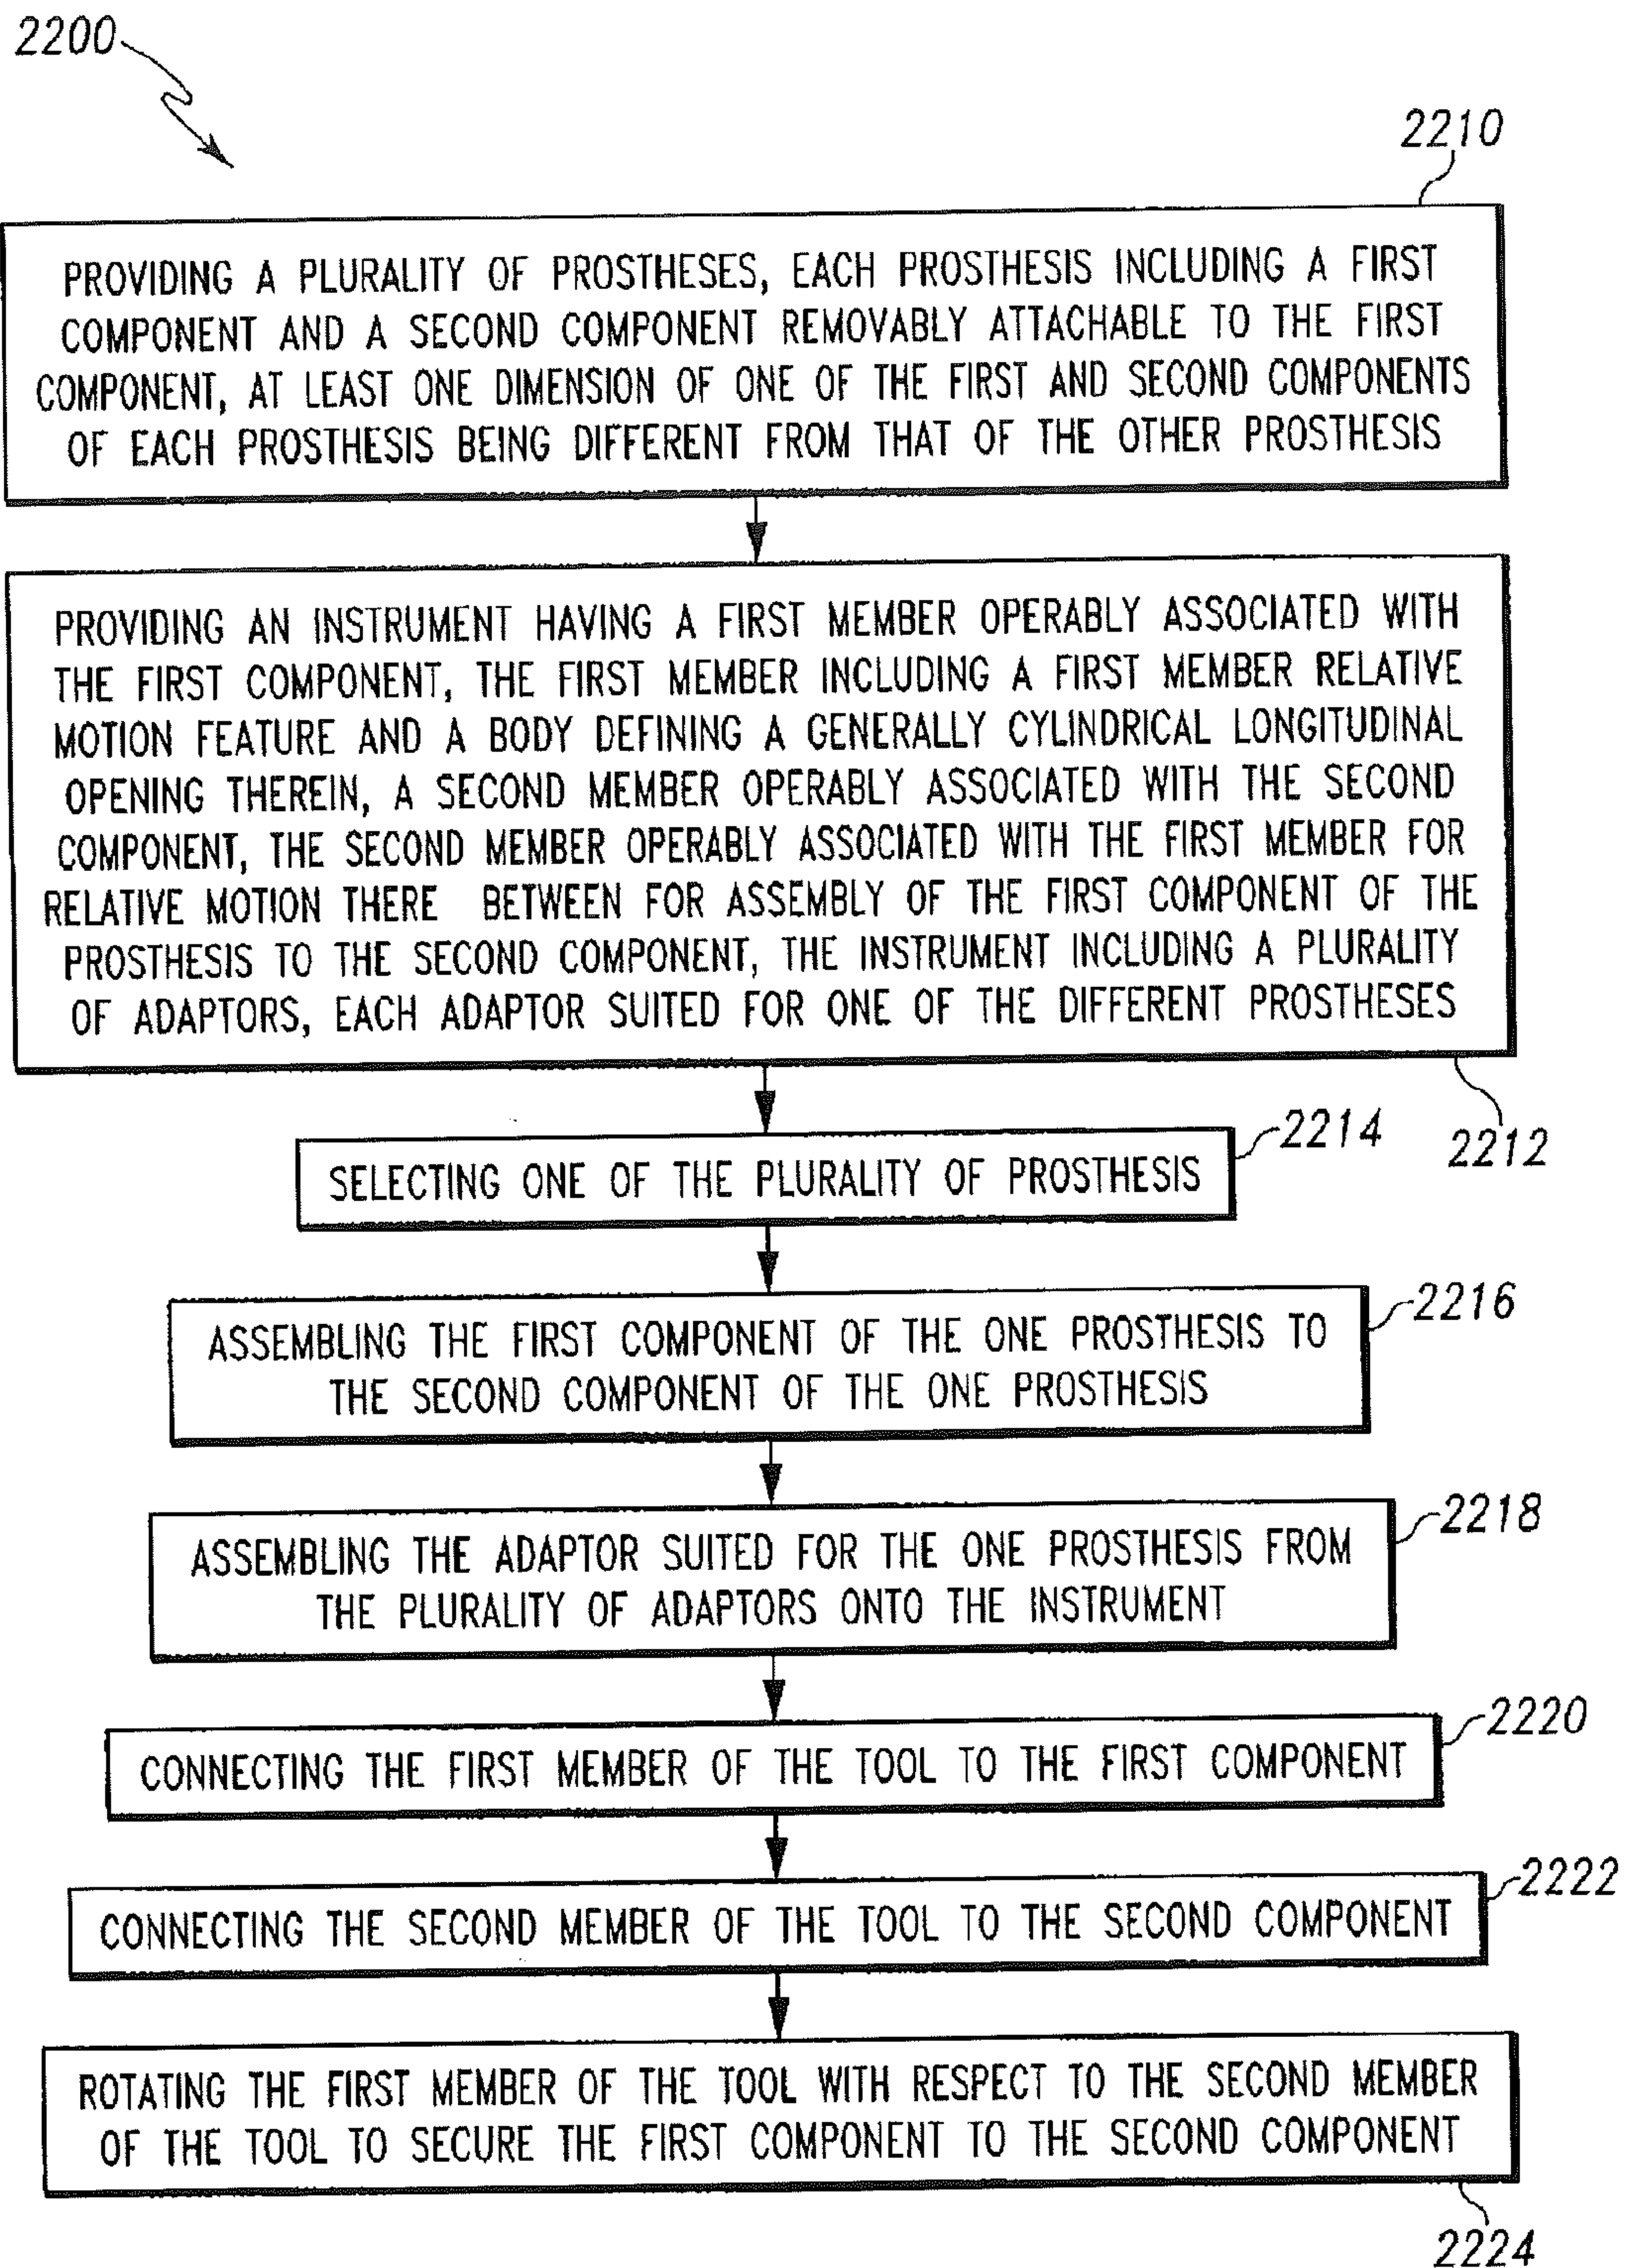 2200
2210
PROVIDING A PLURALITY OF PROSTHESES, EACH PROSTHESIS INCLUDING A FIRST
COMPONENT AND A SECOND COMPONENT REMOVABLY ATTACHABLE TO THE FIRST
COMPONENT, AT LEAST ONE DIMENSION OF ONE OF THE FIRST AND SECOND COMPONENTS
OF EACH PROSTHESIS BEING DIFFERENT FROM THAT OF THE OTHER PROSTHESIS
PROVIDING AN INSTRUMENT HAVING A FIRST MEMBER OPERABLY ASSOCIATED WITH
THE FIRST COMPONENT, THE FIRST MEMBER INCLUDING A FIRST MEMBER RELATIVE
MOTION FEATURE AND A BODY DEFINING A GENERALLY CYLINDRICAL LONGITUDINAL
OPENING THEREIN, A SECOND MEMBER OPERABLY ASSOCIATED WITH THE SECOND
COMPONENT, THE SECOND MEMBER OPERABLY ASSOCIATED WITH THE FIRST MEMBER FOR
RELATIVE MOTION THERE BETWEEN FOR ASSEMBLY OF THE FIRST COMPONENT OF THE
PROSTHESIS TO THE SECOND COMPONENT, THE INSTRUMENT INCLUDING A PLURALITY
OF ADAPTORS, EACH ADAPTOR SUITED FOR ONE OF THE DIFFERENT PROSTHESES
2212
2214
SELECTING ONE OF THE PLURALITY OF PROSTHESIS
2216
ASSEMBLING THE FIRST COMPONENT OF THE ONE PROSTHESIS TO
THE SECOND COMPONENT OF THE ONE PROSTHESIS
2218
ASSEMBLING THE ADAPTOR SUITED FOR THE ONE PROSTHESIS FROM
THE PLURALITY OF ADAPTORS ONTO THE INSTRUMENT
2220
CONNECTING THE FIRST MEMBER OF THE TOOL TO THE FIRST COMPONENT
2222
CONNECTING THE SECOND MEMBER OF THE TOOL TO THE SECOND COMPONENT
ROTATING THE FIRST MEMBER OF THE TOOL WITH RESPECT TO THE SECOND MEMBER
OF THE TOOL TO SECURE THE FIRST COMPONENT TO THE SECOND COMPONENT
2224